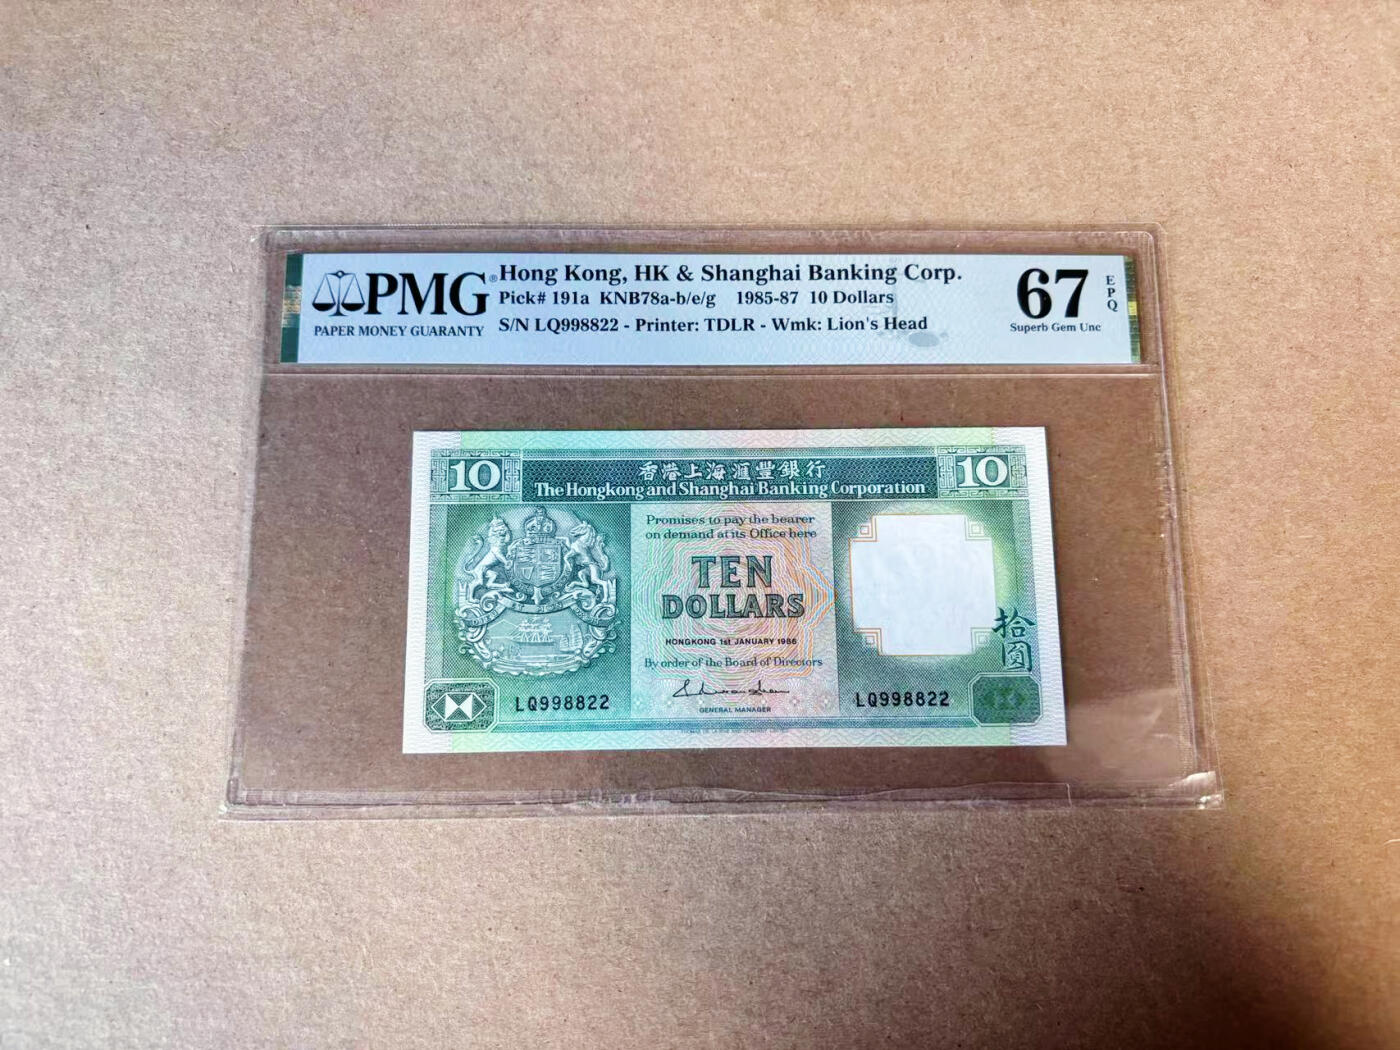 PMG®
PAPER MONEY GUARANTY
Hong Kong, HK & Shanghai Banking Corp.
Pick# 191a KNB78a-b/e/g 1985-87 10 Dollars
S/N LQ998822 - Printer: TDLR - Wmk: Lion's Head
67
EPQ
Superb Gem Unc
10
香港上海滙豐銀行
10
The Hongkong and Shanghai Banking Corporation
Promises to pay the bearer
on demand at its Office here
TEN
DOLLARS
HONGKONG 1st JANUARY 1986
By order of the Board of Directors
GENERAL MANAGER
拾圓
LQ998822
LQ998822